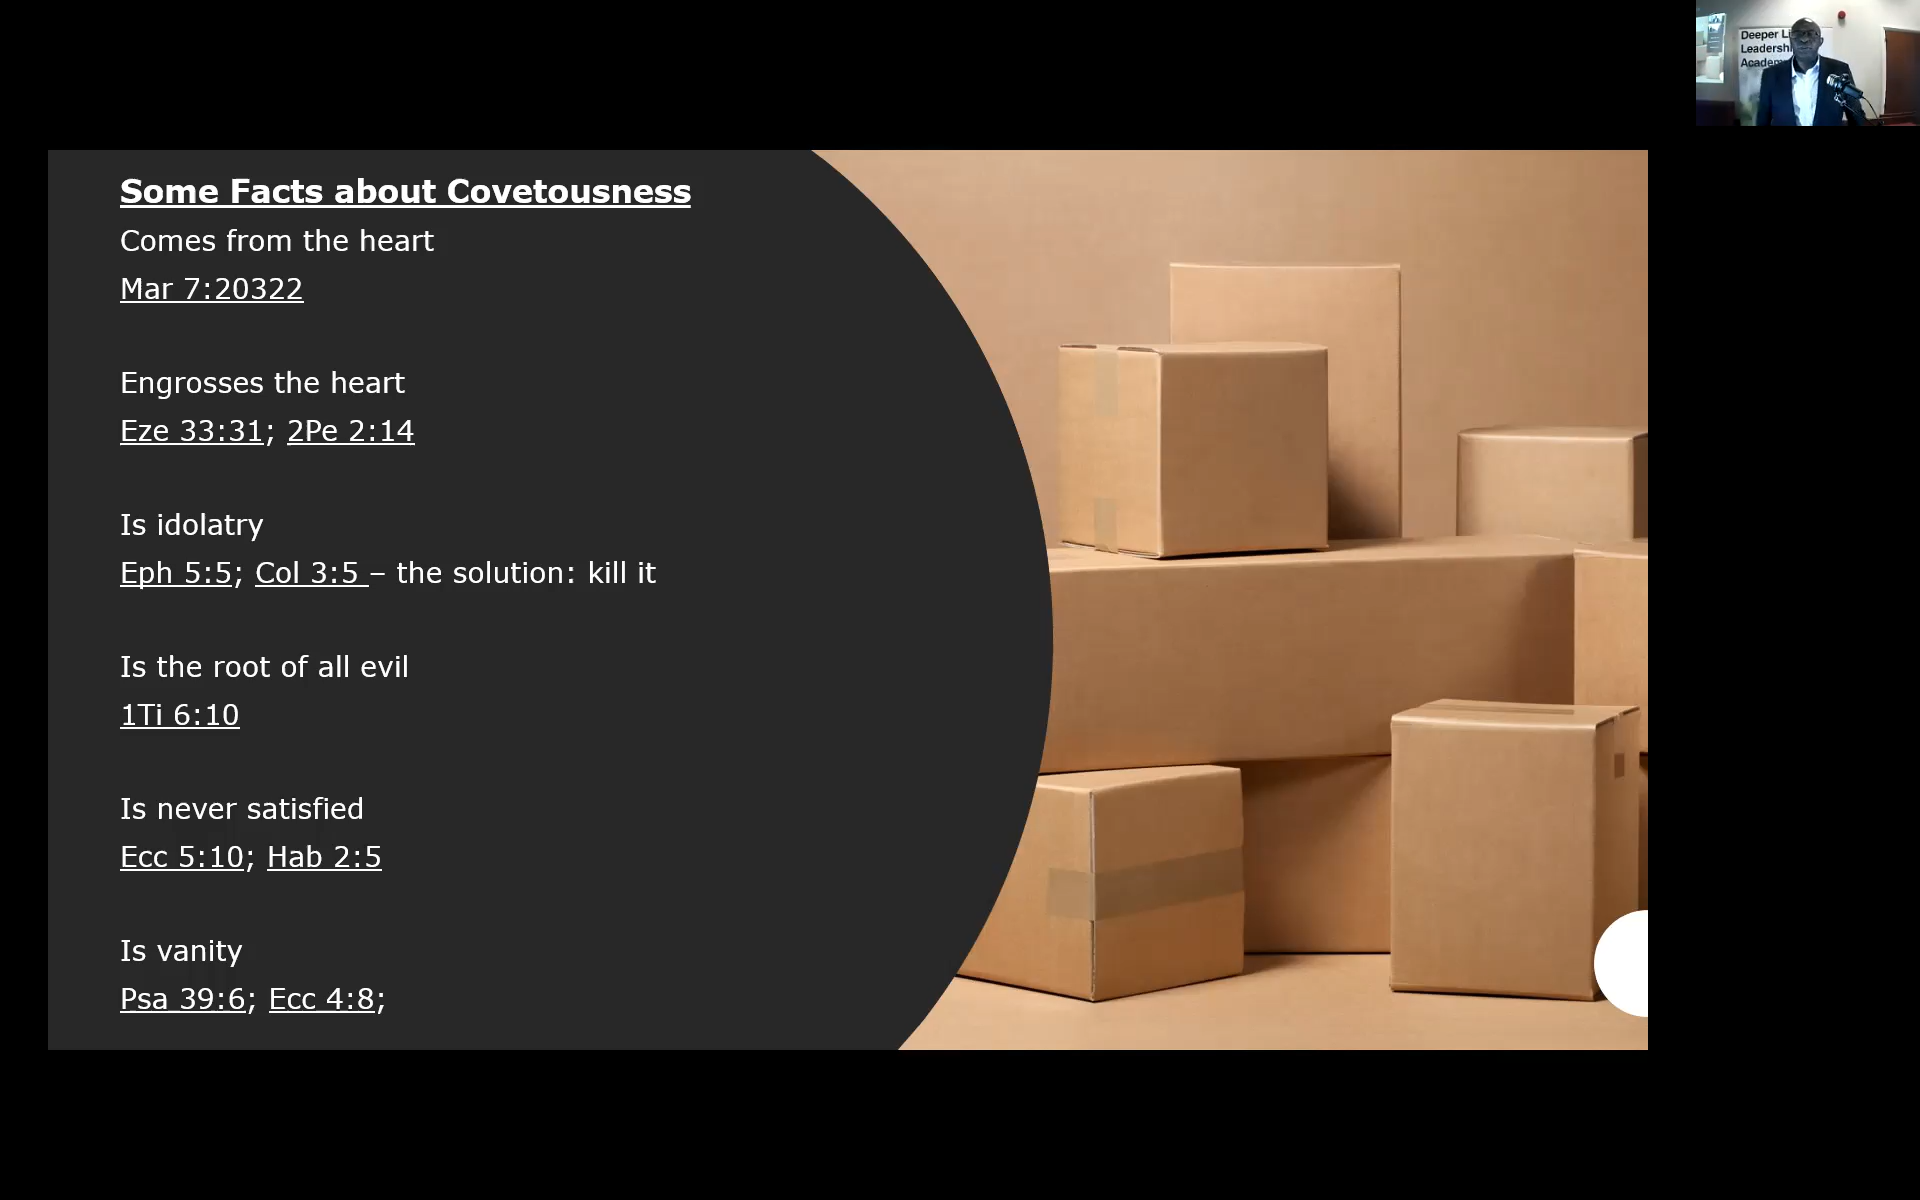 Some Facts about Covetousness
Comes from the heart
Mar 7:20322
Engrosses the heart
Eze 33:31; 2Pe 2:14
Is idolatry
Eph 5:5; Col 3:5 – the solution: kill it
Is the root of all evil
1Ti 6:10
Is never satisfied
Ecc 5:10; Hab 2:5
Is vanity
Psa 39:6; Ecc 4:8;
Deeper